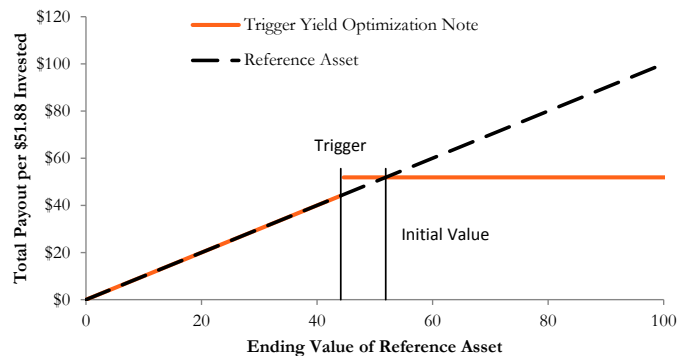 $120
$100
$80
$60
$40
$20
$0
Total Payout per $51.88 Invested
Trigger Yield Optimization Note
Reference Asset
Trigger
Initial Value
0
20
40
60
80
100
Ending Value of Reference Asset